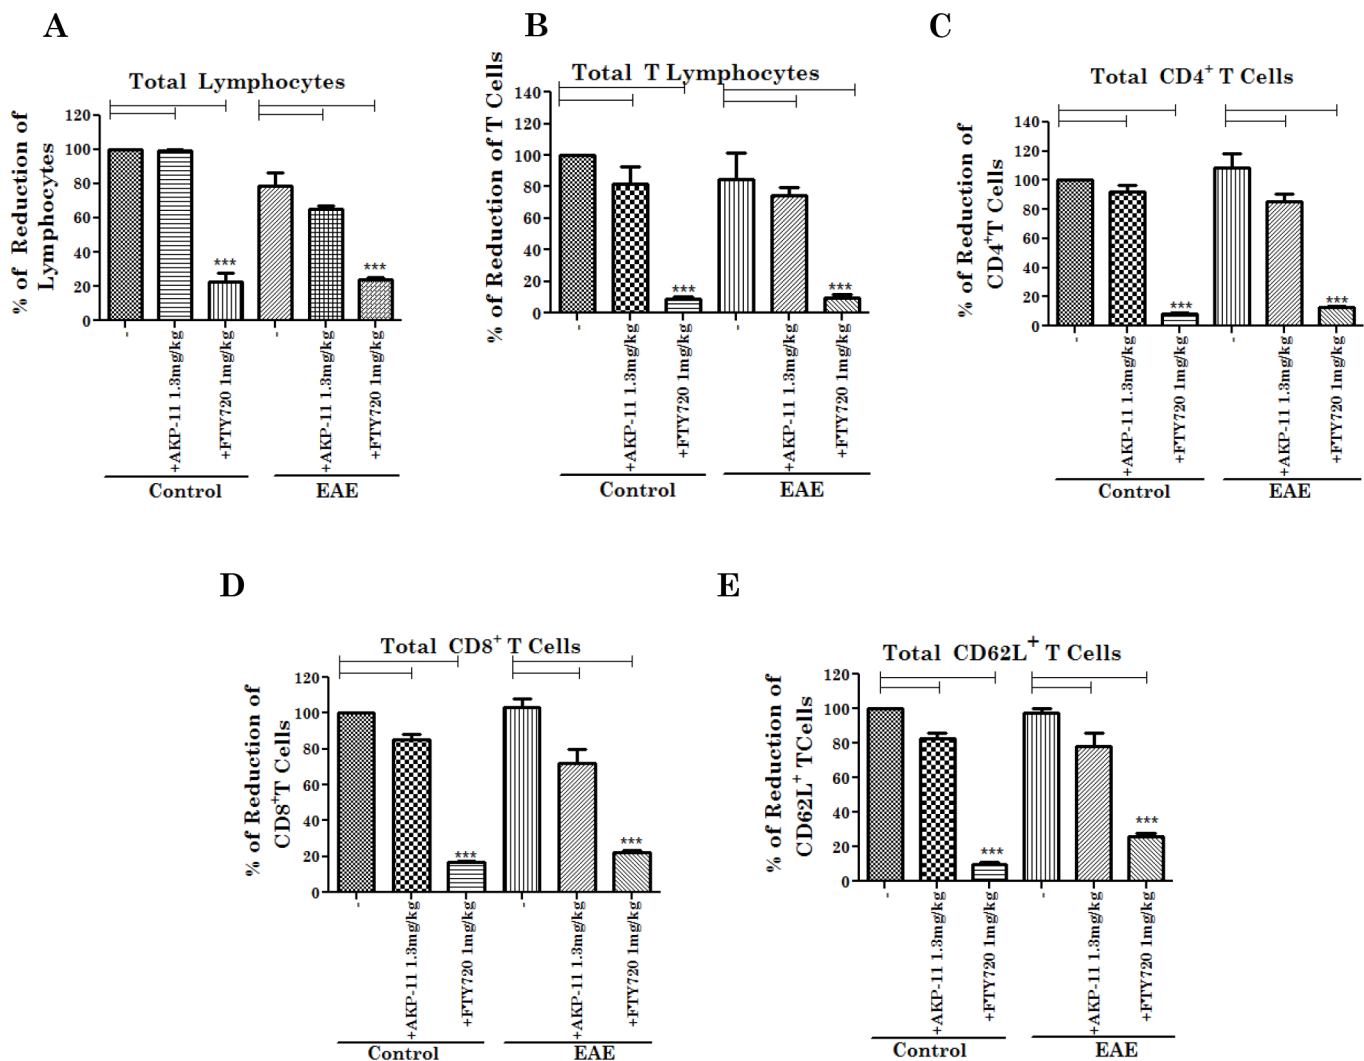 A
Total Lymphocytes
% of Reduction of
Lymphocytes
120
100
80
60
40
20
0
***
***
-
+AKP-11 1.3mg/kg
+FTY720 1mg/kg
-
+AKP-11 1.3mg/kg
+FTY720 1mg/kg
Control
EAE
B
Total T Lymphocytes
% of Reduction of T Cells
140
120
100
80
60
40
20
0
***
***
-
+AKP-11 1.3mg/kg
+FTY720 1mg/kg
-
+AKP-11 1.3mg/kg
+FTY720 1mg/kg
Control
EAE
C
Total CD4⁺ T Cells
% of Reduction of
CD4⁺T Cells
140
120
100
80
60
40
20
0
***
***
-
+AKP-11 1.3mg/kg
+FTY720 1mg/kg
-
+AKP-11 1.3mg/kg
+FTY720 1mg/kg
Control
EAE
D
Total CD8⁺ T Cells
% of Reduction of
CD8⁺T Cells
120
100
80
60
40
20
0
***
***
-
+AKP-11 1.3mg/kg
+FTY720 1mg/kg
-
+AKP-11 1.3mg/kg
+FTY720 1mg/kg
Control
EAE
E
Total CD62L⁺ T Cells
% of Reduction of
CD62L⁺ TCells
120
100
80
60
40
20
0
***
***
-
+AKP-11 1.3mg/kg
+FTY720 1mg/kg
-
+AKP-11 1.3mg/kg
+FTY720 1mg/kg
Control
EAE